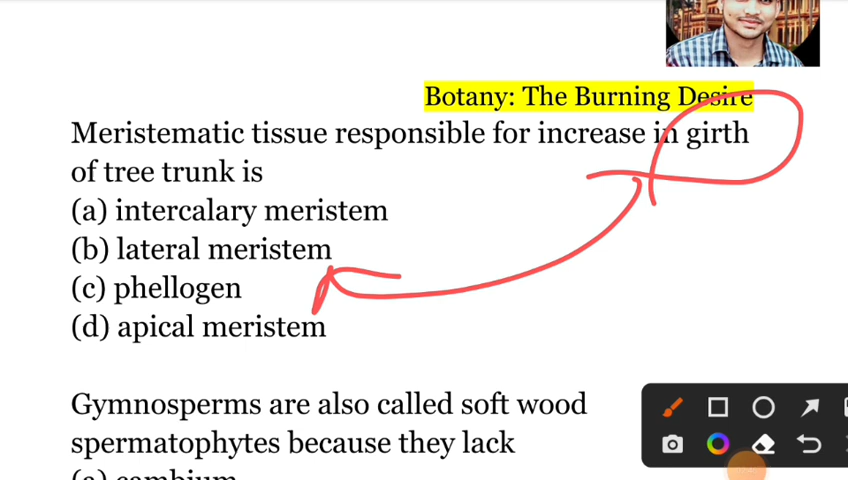 Botany: The Burning Desire
Meristematic tissue responsible for increase in girth
of tree trunk is
(a) intercalary meristem
(b) lateral meristem
(c) phellogen
(d) apical meristem
Gymnosperms are also called soft wood
spermatophytes because they lack
(a) cambium